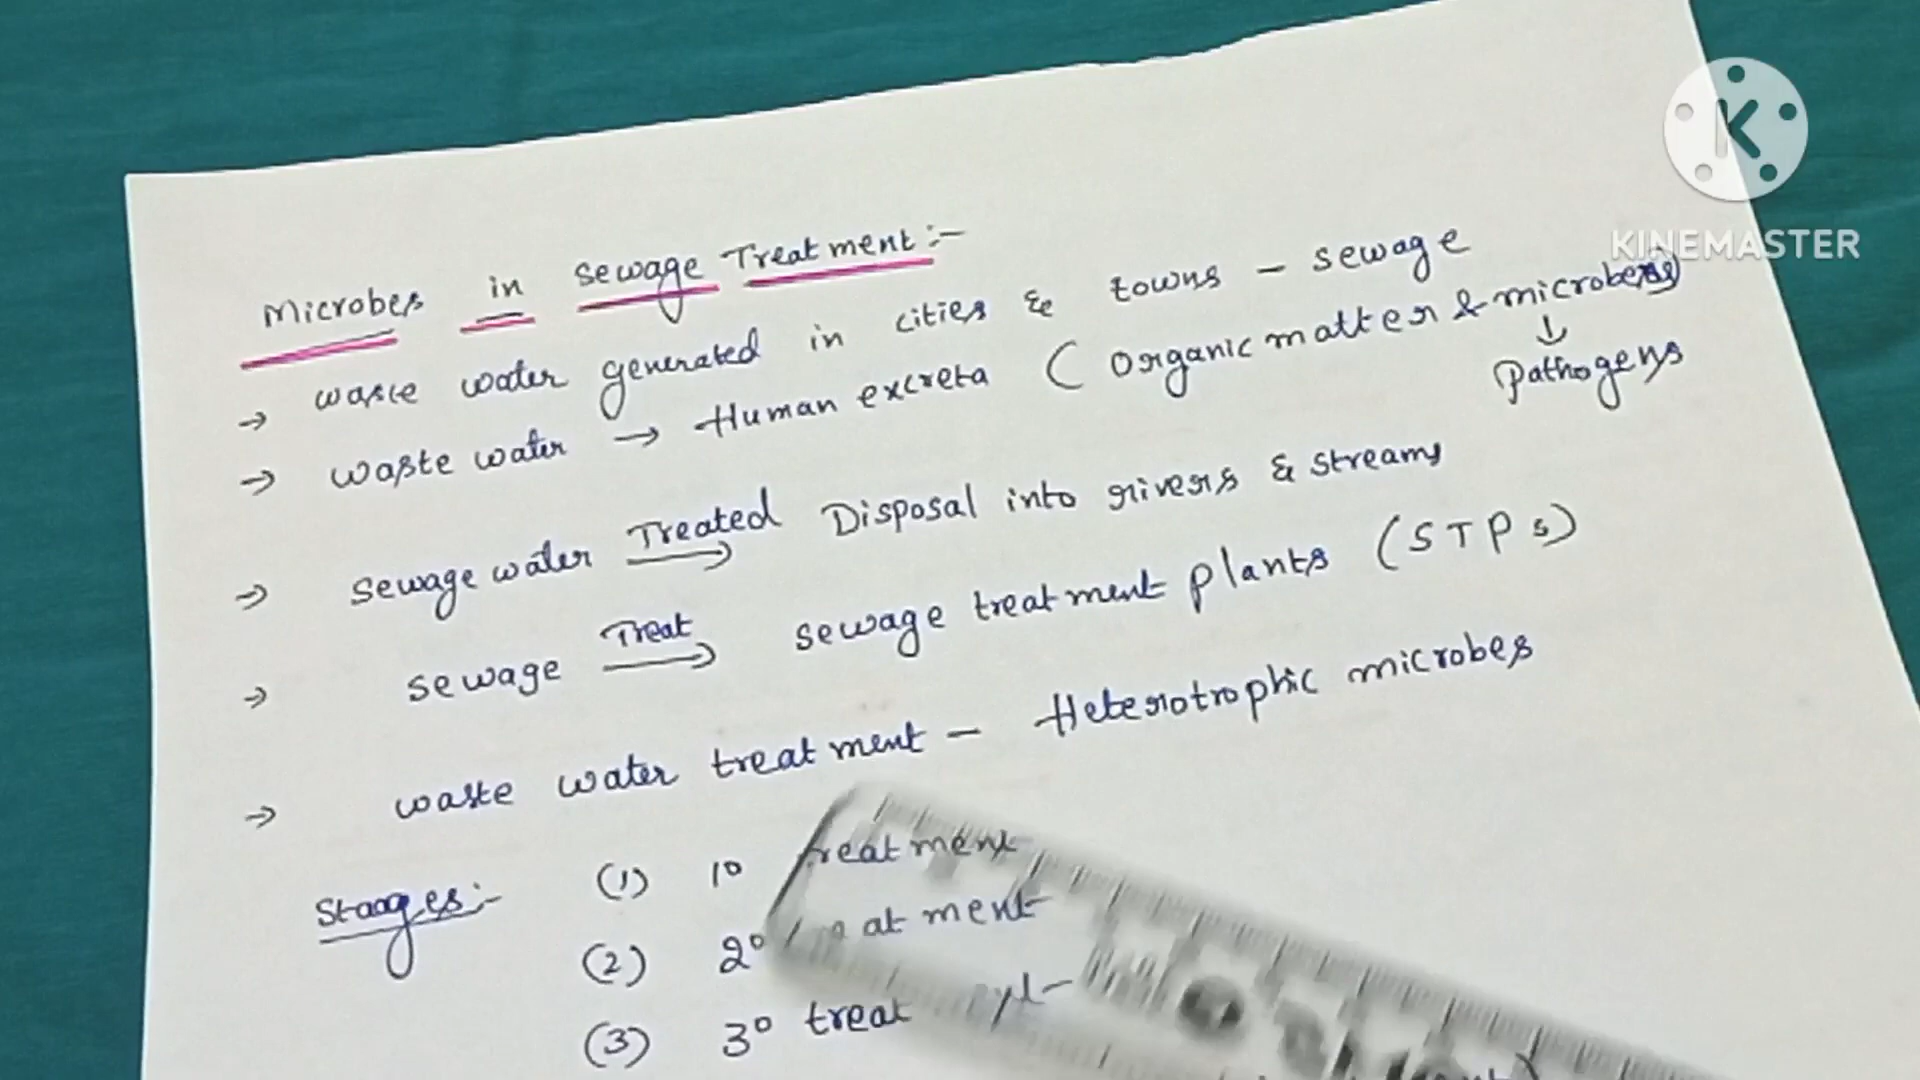 KINEMASTER
Microbes in Sewage Treatment :-
→ waste water generated in cities & towns - sewage
→ waste water → Human excreta (Organic matter & microbes)
↓
Pathogens
→ sewage water Treated → Disposal into rivers & streams
→ sewage Treat → sewage treatment plants (STPs)
→ waste water treatment - Heterotrophic microbes
Stages :- (1) 1° treatment
(2) 2° treatment
(3) 3° treat